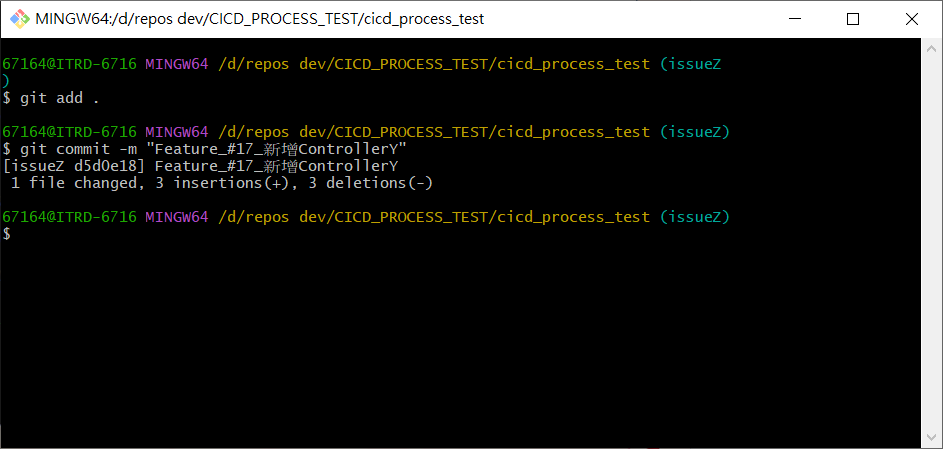 MINGW64:/d/repos dev/CICD_PROCESS_TEST/cicd_process_test
67164@ITRD-6716 MINGW64 /d/repos dev/CICD_PROCESS_TEST/cicd_process_test (issueZ
)
$ git add .
67164@ITRD-6716 MINGW64 /d/repos dev/CICD_PROCESS_TEST/cicd_process_test (issueZ)
$ git commit -m "Feature_#17_新增ControllerY"
[issueZ d5d0e18] Feature_#17_新增ControllerY
 1 file changed, 3 insertions(+), 3 deletions(-)
67164@ITRD-6716 MINGW64 /d/repos dev/CICD_PROCESS_TEST/cicd_process_test (issueZ)
$